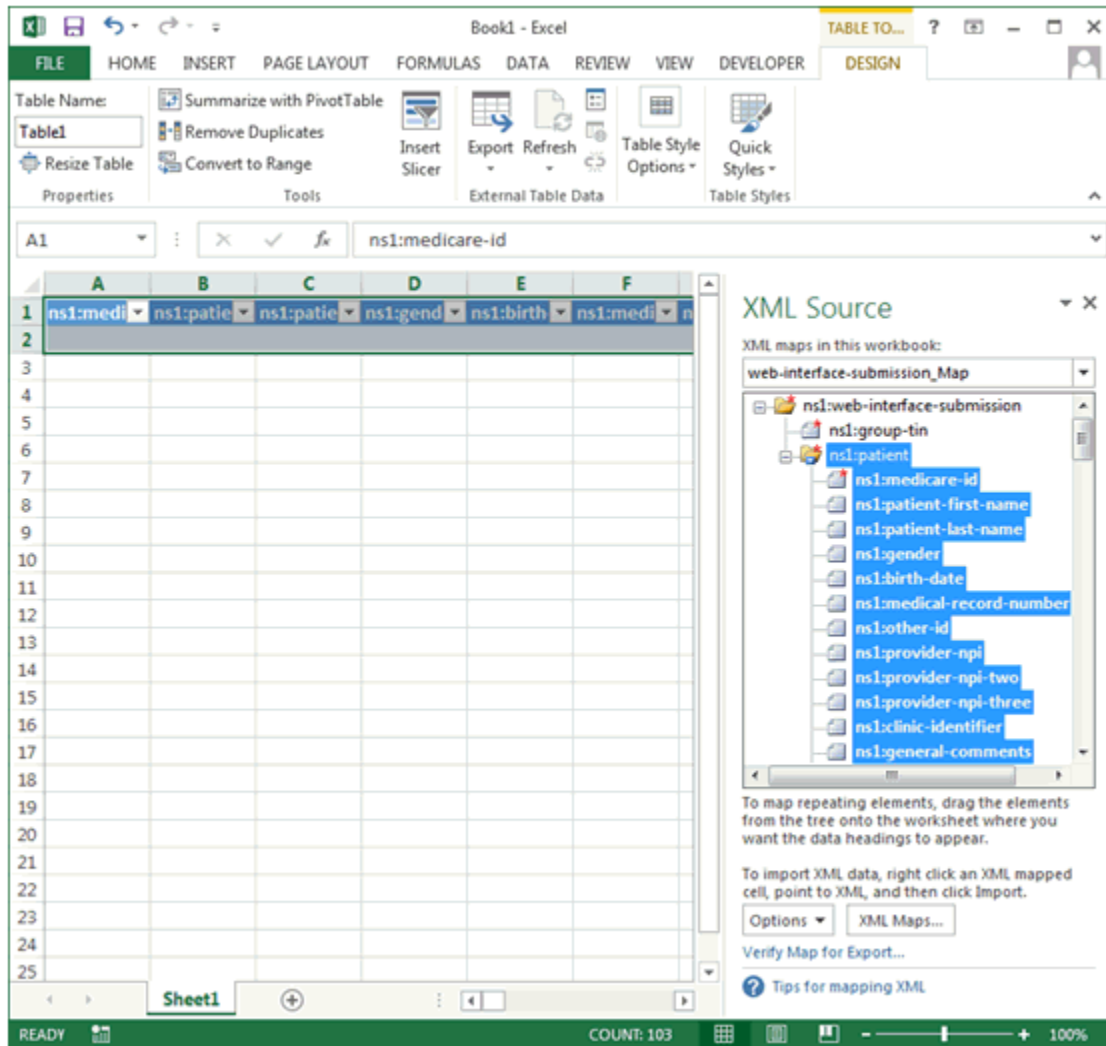 Book1 - Excel
TABLE TO...
?
FILE HOME INSERT PAGE LAYOUT FORMULAS DATA REVIEW VIEW DEVELOPER DESIGN
Table Name:
Table1
Resize Table
Properties
Summarize with PivotTable
Remove Duplicates
Convert to Range
Tools
Insert
Slicer
Export
Refresh
External Table Data
Table Style
Options
Quick
Styles
Table Styles
A1
fx
ns1:medicare-id
A B C D E F
1 ns1:medi ns1:patie ns1:patie ns1:gend ns1:birth ns1:medi n
2
3
4
5
6
7
8
9
10
11
12
13
14
15
16
17
18
19
20
21
22
23
24
25
XML Source
XML maps in this workbook:
web-interface-submission_Map
ns1:web-interface-submission
ns1:group-tin
ns1:patient
ns1:medicare-id
ns1:patient-first-name
ns1:patient-last-name
ns1:gender
ns1:birth-date
ns1:medical-record-number
ns1:other-id
ns1:provider-npi
ns1:provider-npi-two
ns1:provider-npi-three
ns1:clinic-identifier
ns1:general-comments
To map repeating elements, drag the elements
from the tree onto the worksheet where you
want the data headings to appear.
To import XML data, right click an XML mapped
cell, point to XML, and then click Import.
Options
XML Maps...
Verify Map for Export...
? Tips for mapping XML
Sheet1
READY
COUNT: 103
100%